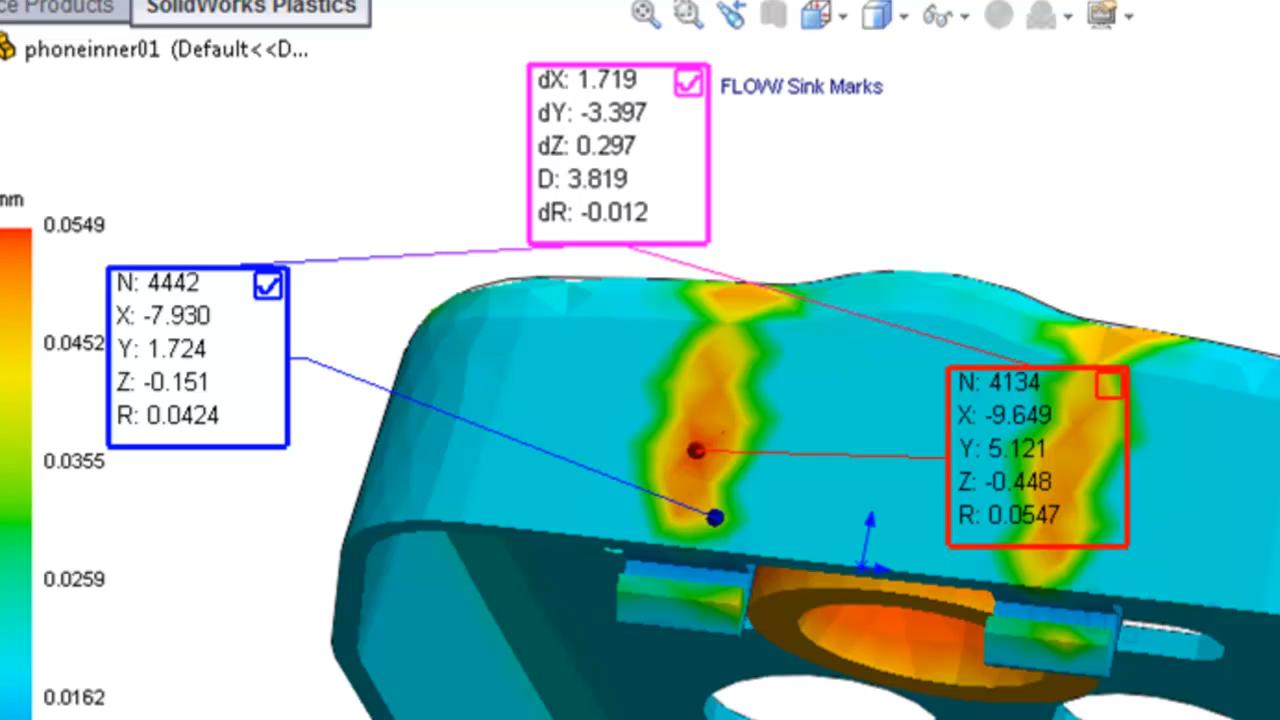 ce Products
SolidWorks Plastics
phoneinner01 (Default<<D...
dX: 1.719
dY: -3.397
dZ: 0.297
D: 3.819
dR: -0.012
FLOW/ Sink Marks
N: 4442
X: -7.930
Y: 1.724
Z: -0.151
R: 0.0424
N: 4134
X: -9.649
Y: 5.121
Z: -0.448
R: 0.0547
mm
0.0549
0.0452
0.0355
0.0259
0.0162